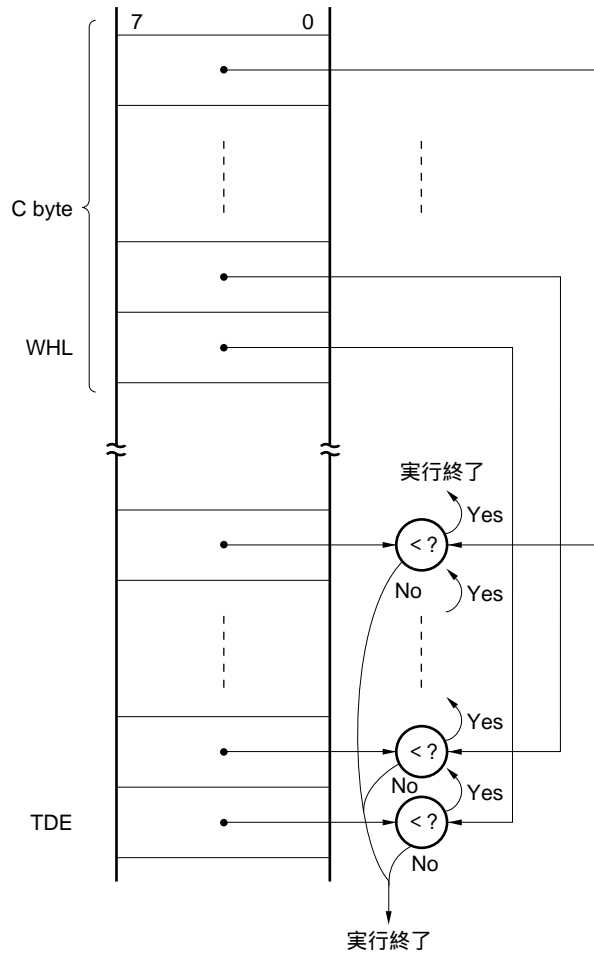 7 0
C byte
WHL
実行終了
Yes
< ?
No
Yes
Yes
< ?
No
Yes
TDE
< ?
No
実行終了